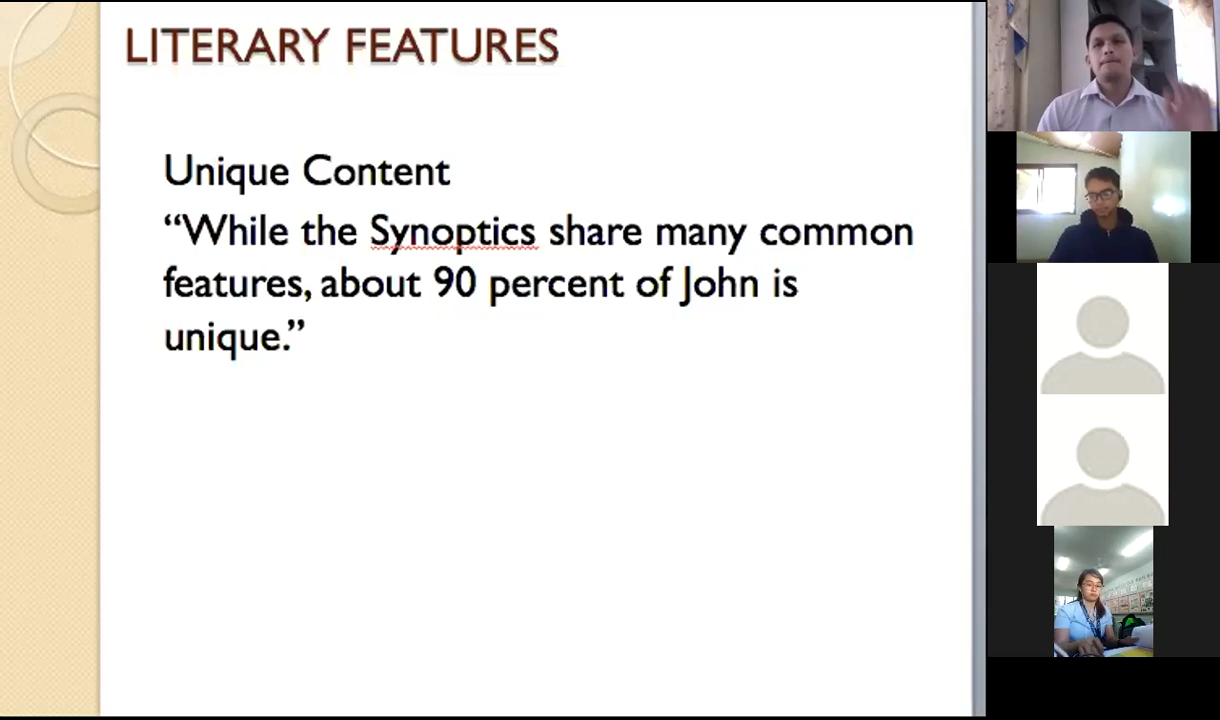 LITERARY FEATURES
Unique Content
“While the Synoptics share many common
features, about 90 percent of John is
unique.”